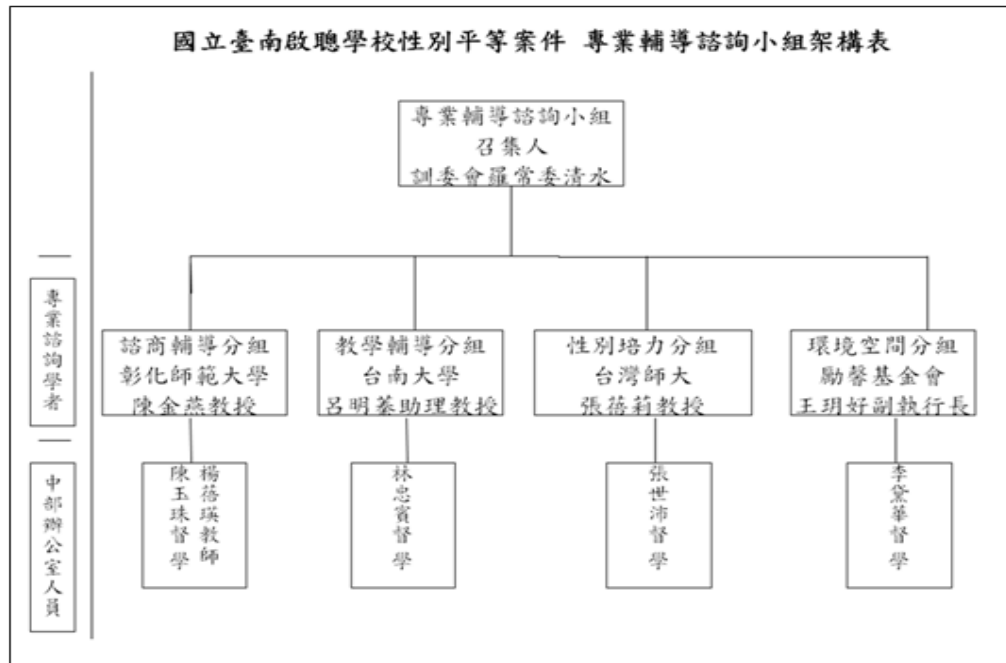 國立臺南啟聰學校性別平等案件 專業輔導諮詢小組架構表
專業輔導諮詢小組
召集人
訓委會羅常委清水
專業諮詢學者
諮商輔導分組
彰化師範大學
陳金燕教授
教學輔導分組
台南大學
呂明蓁助理教授
性別培力分組
台灣師大
張蓓莉教授
環境空間分組
勵馨基金會
王玥好副執行長
中部辦公室人員
楊蓓瑛教師
陳玉珠督學
林忠賓督學
張世沛督學
李黛華督學